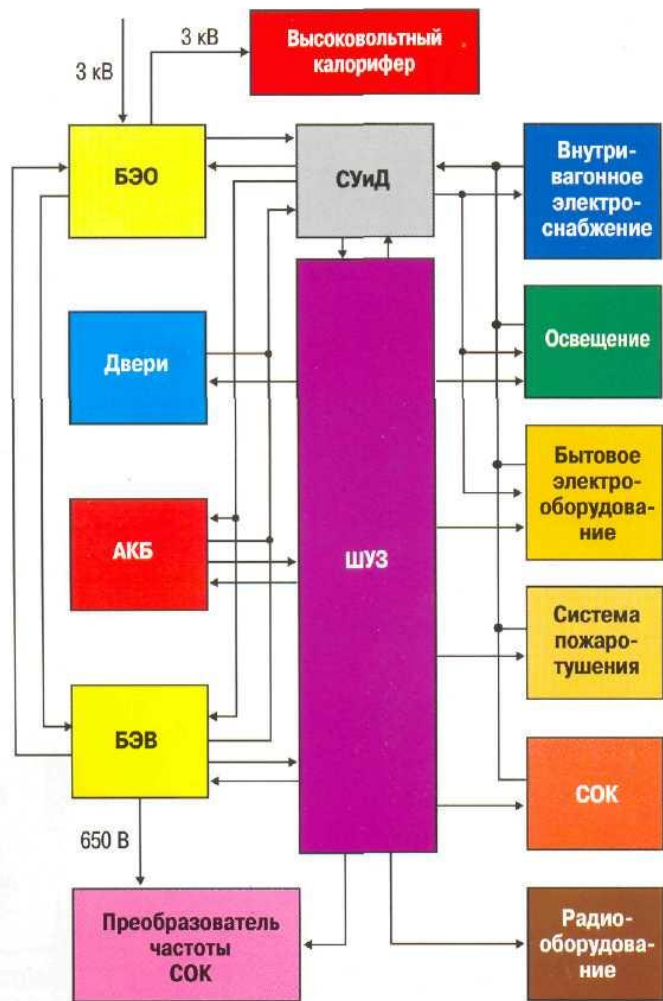 3 кВ
Высоковольтный
калорифер
3 кВ
БЭО
СУиД
Внутри-
вагонное
электро-
снабжение
Двери
Освещение
Бытовое
электро-
оборудова-
ние
АКБ
ШУЗ
Система
пожаро-
тушения
БЭВ
СОК
650 В
Преобразователь
частоты
СОК
Радио-
оборудова-
ние